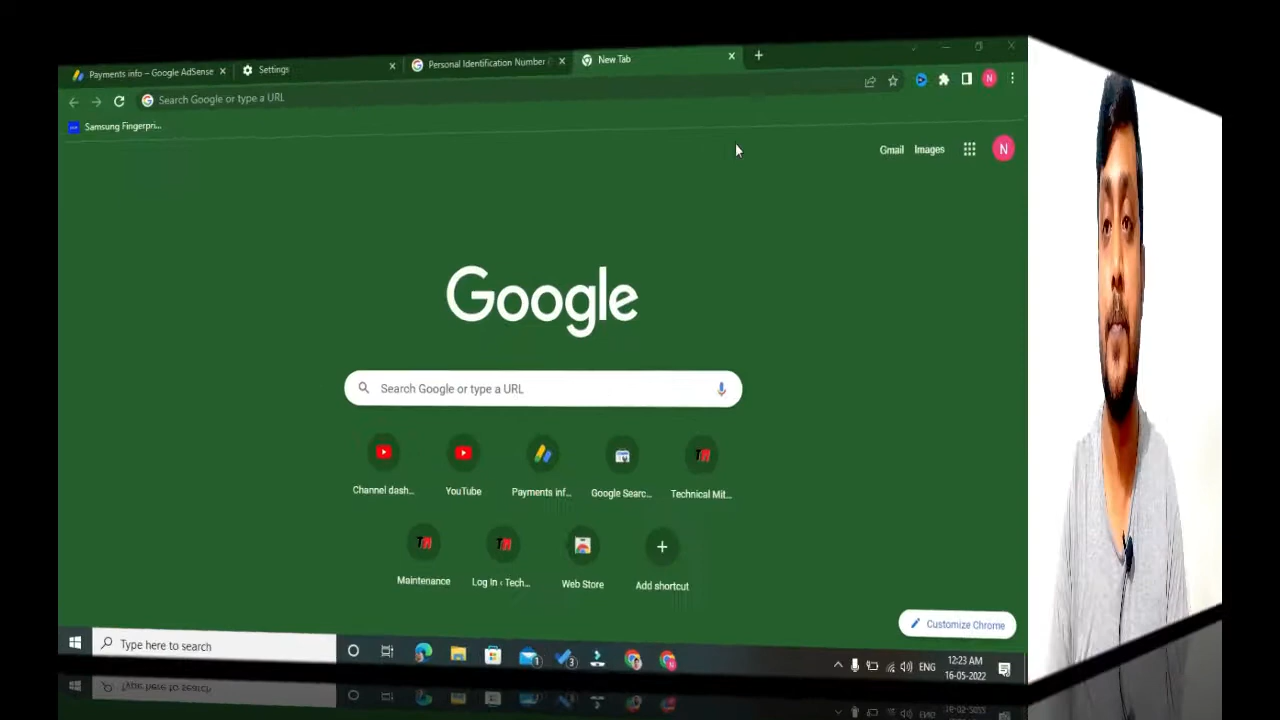 Payments info – Google AdSense
Settings
Personal Identification Number
New Tab
Search Google or type a URL
N
Samsung Fingerpri...
Gmail
Images
N
Google
Search Google or type a URL
Channel dash...
YouTube
Payments inf...
Google Searc...
Technical Mit...
Maintenance
Log In ‹ Tech...
Web Store
Add shortcut
Customize Chrome
Type here to search
1
3
ENG
12:23 AM
16-05-2022